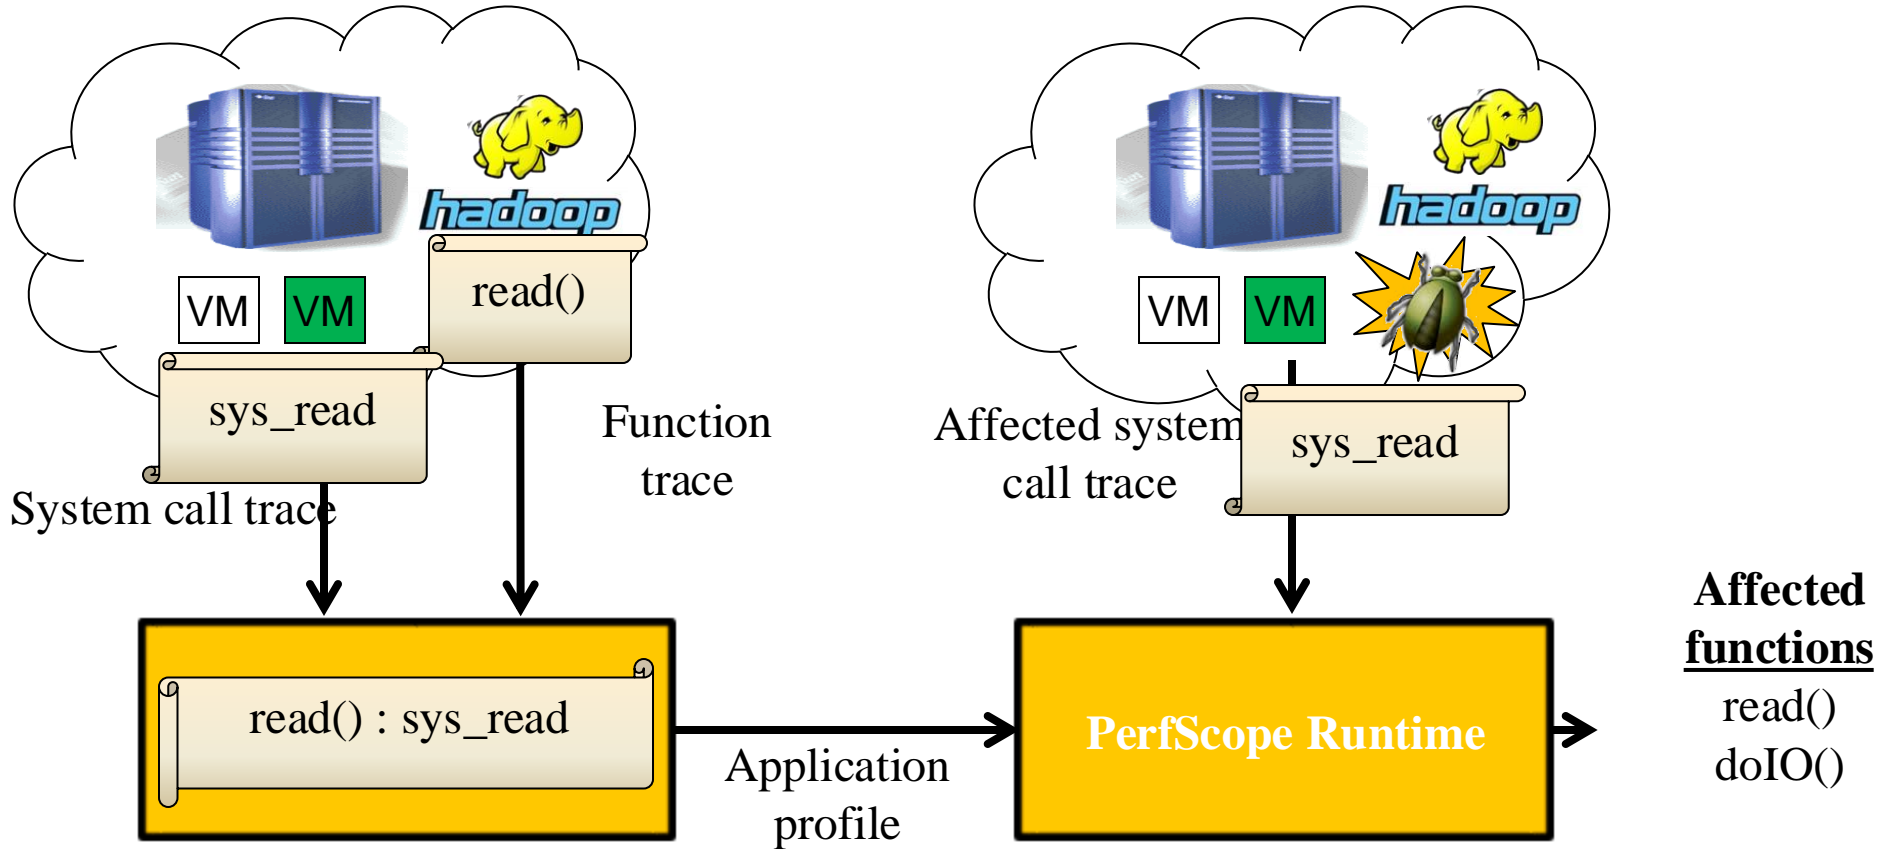 hadoop
read()
VM
VM
sys_read
System call trace
Function
trace
read() : sys_read
Application
profile
hadoop
VM
VM
Affected system
call trace
sys_read
PerfScope Runtime
Affected
functions
read()
doIO()